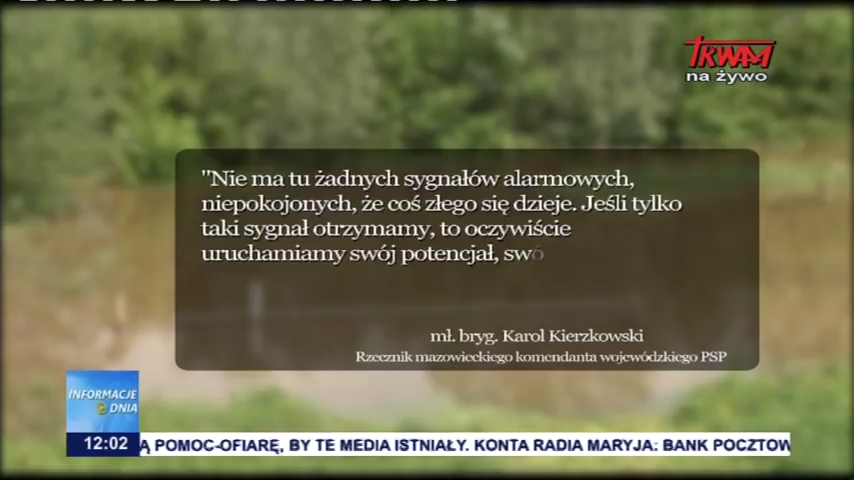 TRWAM
na żywo
"Nie ma tu żadnych sygnałów alarmowych,
niepokojonych, że coś złego się dzieje. Jeśli tylko
taki sygnał otrzymamy, to oczywiście
uruchamiamy swój potencjał, swó
mł. bryg. Karol Kierzkowski
Rzecznik mazowieckiego komendanta wojewódzkiego PSP
INFORMACJE
DNIA
12:02 Ą POMOC-OFIARĘ, BY TE MEDIA ISTNIAŁY. KONTA RADIA MARYJA: BANK POCZTOW